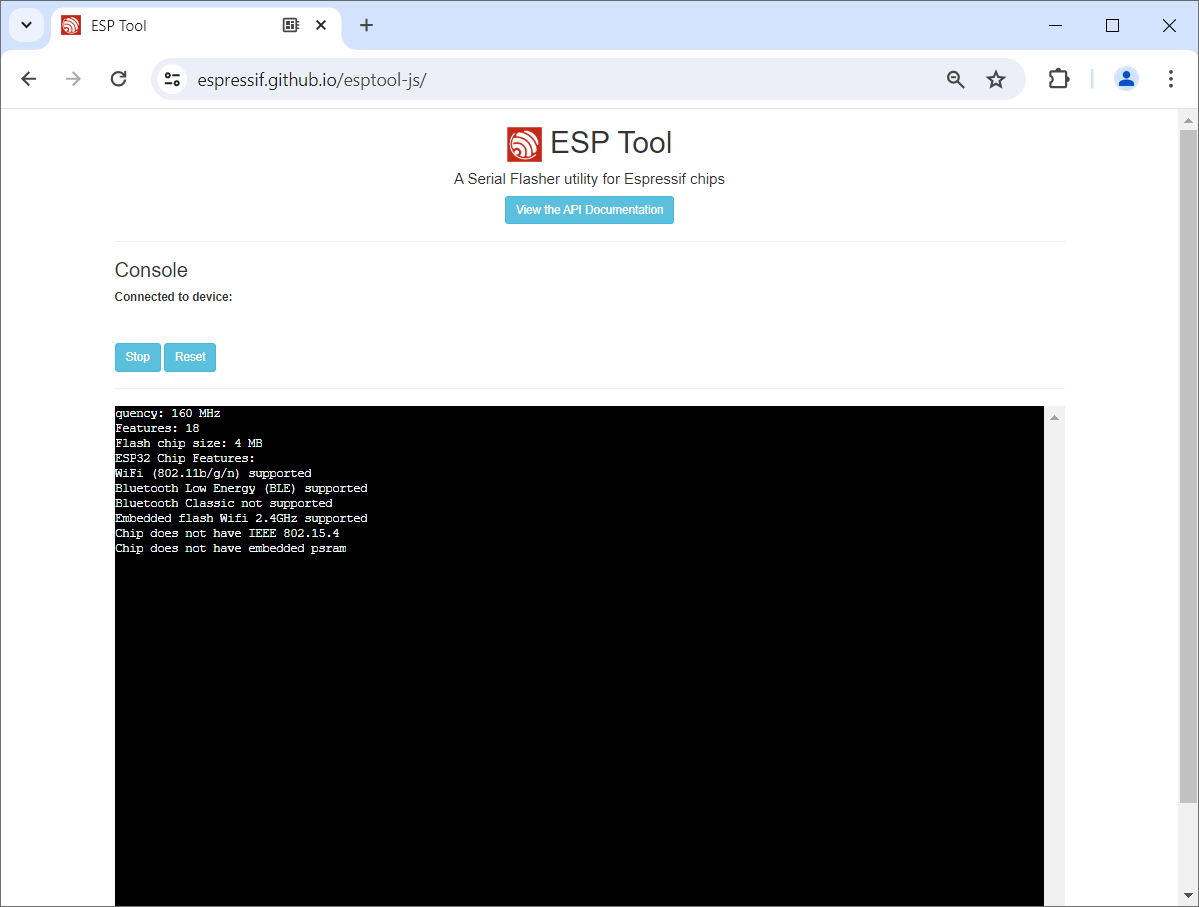 ESP Tool
espressif.github.io/esptool-js/
ESP Tool
A Serial Flasher utility for Espressif chips
View the API Documentation
Console
Connected to device:
Stop Reset
quency: 160 MHz
Features: 18
Flash chip size: 4 MB
ESP32 Chip Features:
WiFi (802.11b/g/n) supported
Bluetooth Low Energy (BLE) supported
Bluetooth Classic not supported
Embedded flash Wifi 2.4GHz supported
Chip does not have IEEE 802.15.4
Chip does not have embedded psram